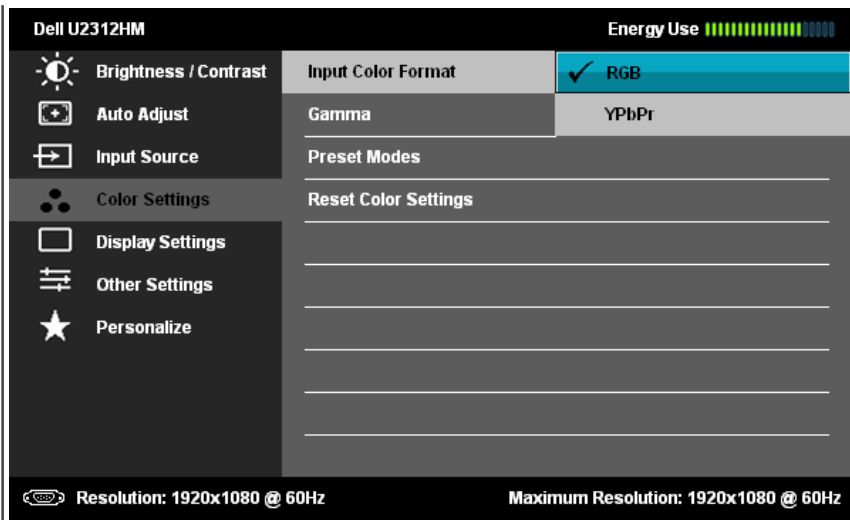 Dell U2312HM Energy Use
Brightness / Contrast Input Color Format RGB
Auto Adjust Gamma YPbPr
Input Source Preset Modes
Color Settings Reset Color Settings
Display Settings
Other Settings
Personalize
Resolution: 1920x1080 @ 60Hz Maximum Resolution: 1920x1080 @ 60Hz